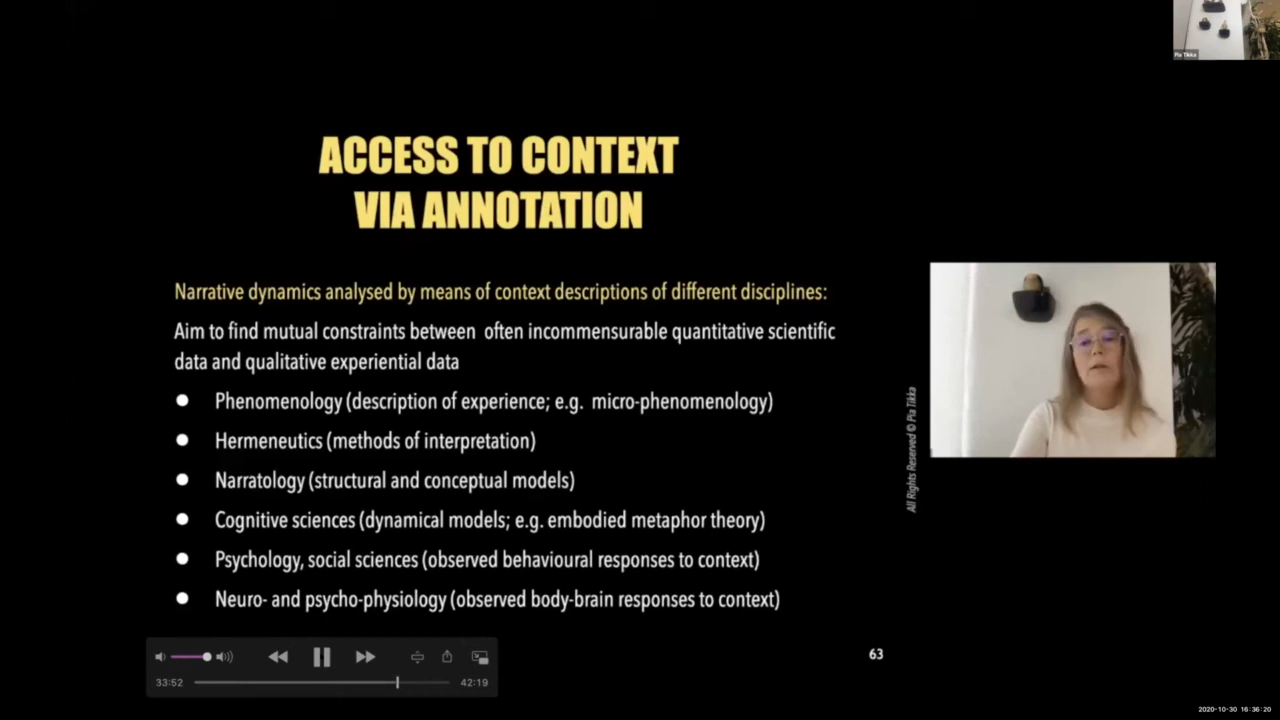 Pia Tikka
ACCESS TO CONTEXT
VIA ANNOTATION
Narrative dynamics analysed by means of context descriptions of different disciplines:
Aim to find mutual constraints between often incommensurable quantitative scientific
data and qualitative experiential data
● Phenomenology (description of experience; e.g. micro-phenomenology)
● Hermeneutics (methods of interpretation)
● Narratology (structural and conceptual models)
● Cognitive sciences (dynamical models; e.g. embodied metaphor theory)
● Psychology, social sciences (observed behavioural responses to context)
● Neuro- and psycho-physiology (observed body-brain responses to context)
All Rights Reserved © Pia Tikka
63
33:52
42:19
2020-10-30 16:36:20